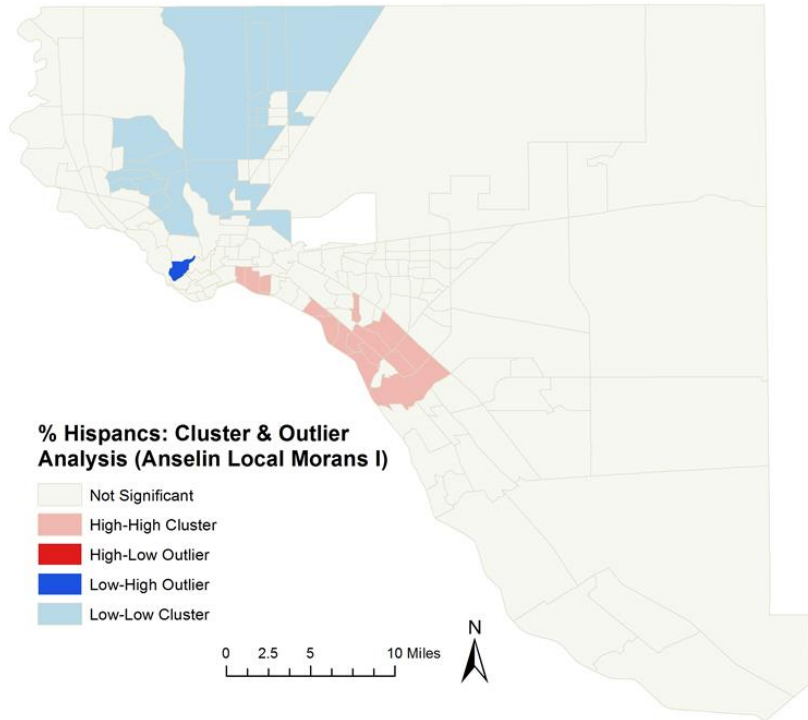 % Hispancs: Cluster & Outlier
Analysis (Anselin Local Morans I)
Not Significant
High-High Cluster
High-Low Outlier
Low-High Outlier
Low-Low Cluster
0 2.5 5 10 Miles
N